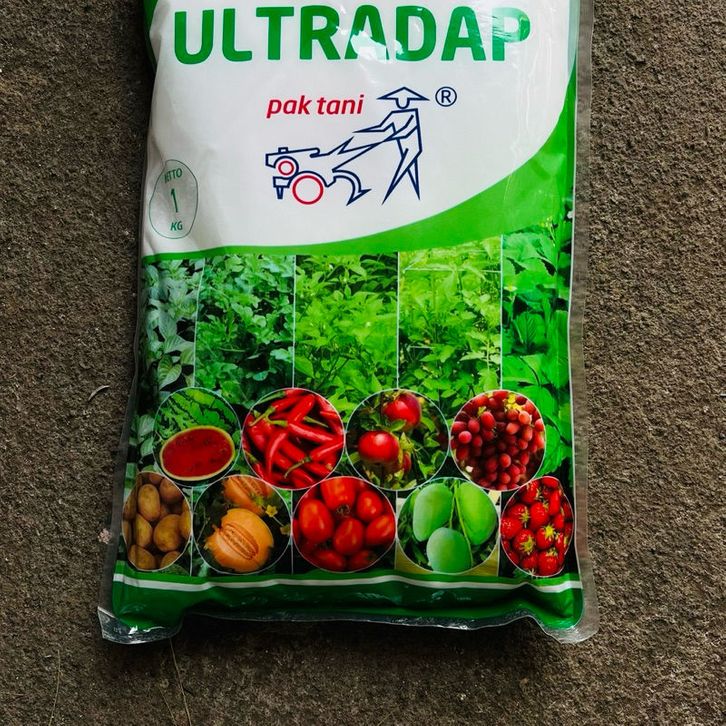 ULTRADAP
pak tani ®
NETTO
1
KG